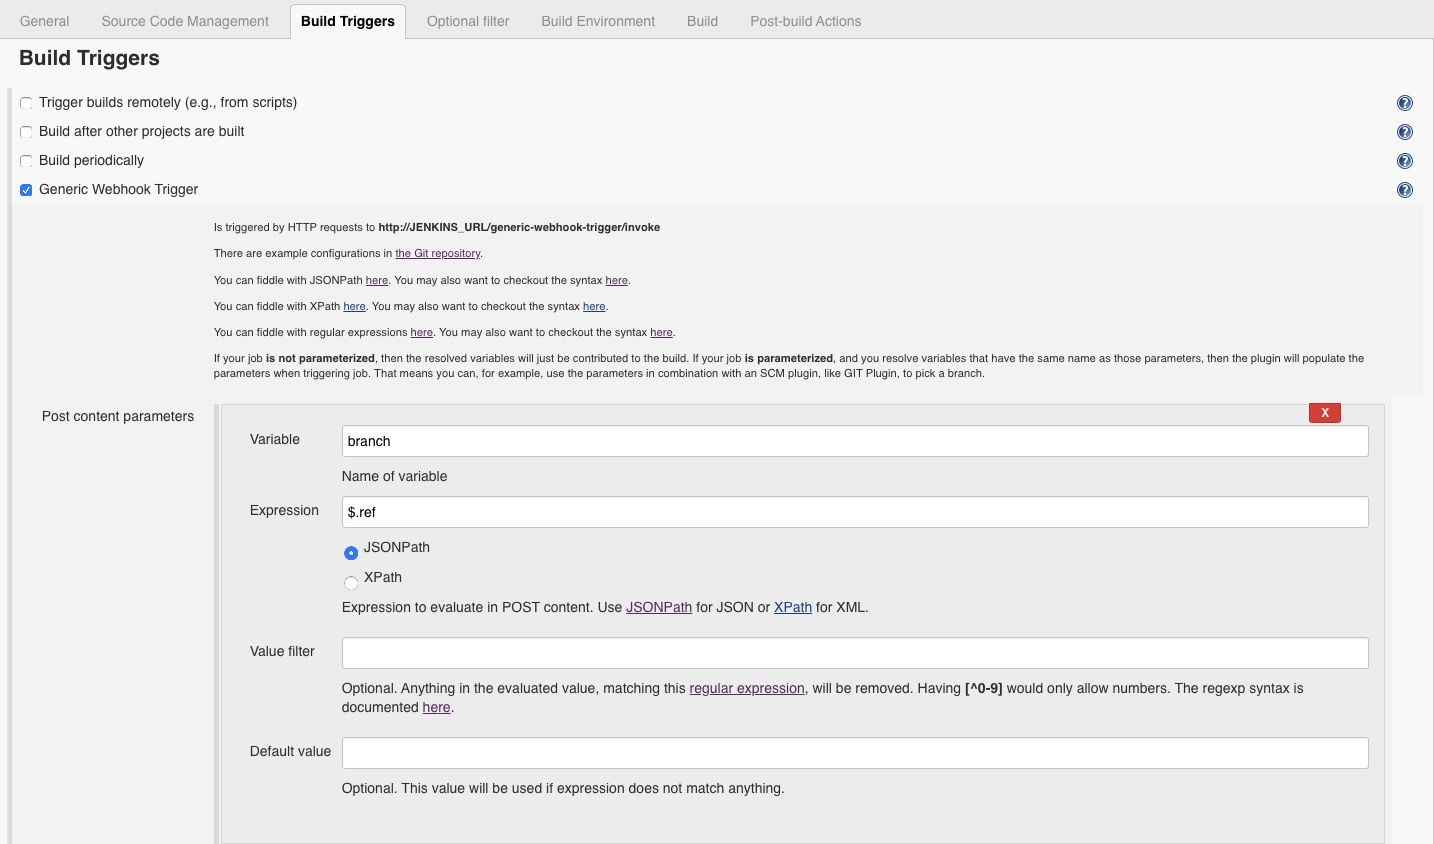 General Source Code Management Build Triggers Optional filter Build Environment Build Post-build Actions
Build Triggers
Trigger builds remotely (e.g., from scripts)
Build after other projects are built
Build periodically
Generic Webhook Trigger
Is triggered by HTTP requests to http://JENKINS_URL/generic-webhook-trigger/invoke
There are example configurations in the Git repository.
You can fiddle with JSONPath here. You may also want to checkout the syntax here.
You can fiddle with XPath here. You may also want to checkout the syntax here.
You can fiddle with regular expressions here. You may also want to checkout the syntax here.
If your job is not parameterized, then the resolved variables will just be contributed to the build. If your job is parameterized, and you resolve variables that have the same name as those parameters, then the plugin will populate the
parameters when triggering job. That means you can, for example, use the parameters in combination with an SCM plugin, like GIT Plugin, to pick a branch.
Post content parameters
X
Variable branch
Name of variable
Expression $.ref
JSONPath
XPath
Expression to evaluate in POST content. Use JSONPath for JSON or XPath for XML.
Value filter
Optional. Anything in the evaluated value, matching this regular expression, will be removed. Having [^0-9] would only allow numbers. The regexp syntax is
documented here.
Default value
Optional. This value will be used if expression does not match anything.